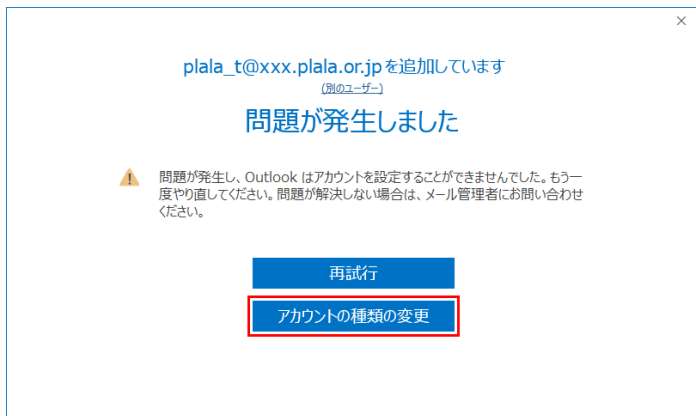 plala_t@xxx.plala.or.jpを追加しています
(別のユーザー)
問題が発生しました
問題が発生し、Outlook はアカウントを設定することができませんでした。もう一
度やり直してください。問題が解決しない場合は、メール管理者にお問い合わせ
ください。
再試行
アカウントの種類の変更